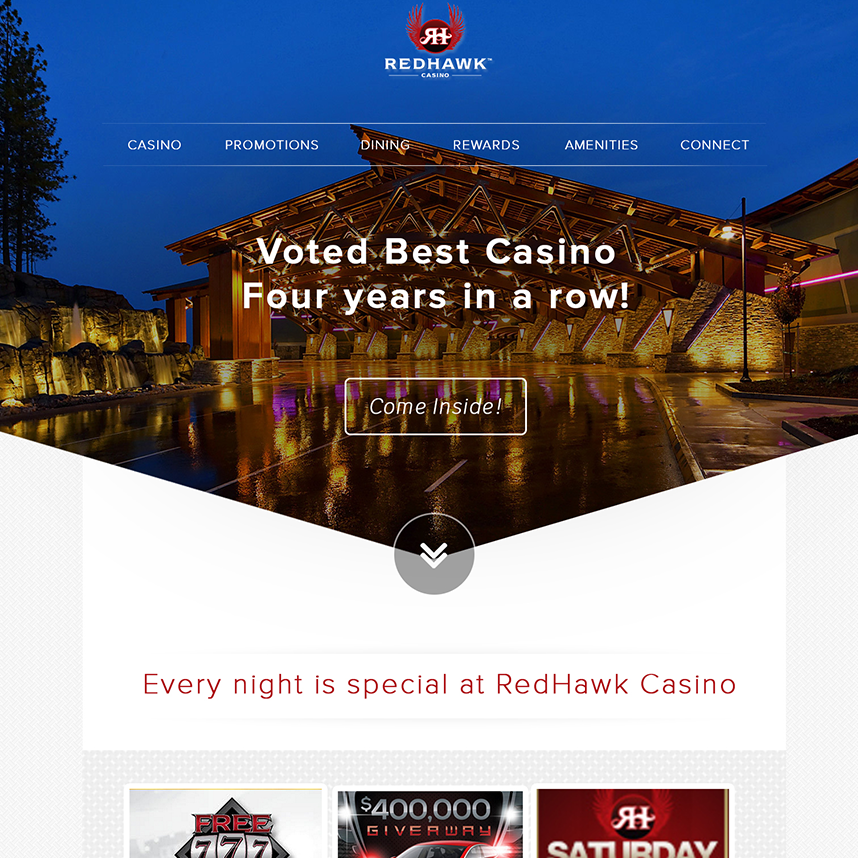 RH
REDHAWK™
CASINO
CASINO PROMOTIONS DINING REWARDS AMENITIES CONNECT
Voted Best Casino
Four years in a row!
Come Inside!
Every night is special at RedHawk Casino
FREE
777
$400,000
GIVEAWAY
RH
SATURDAY